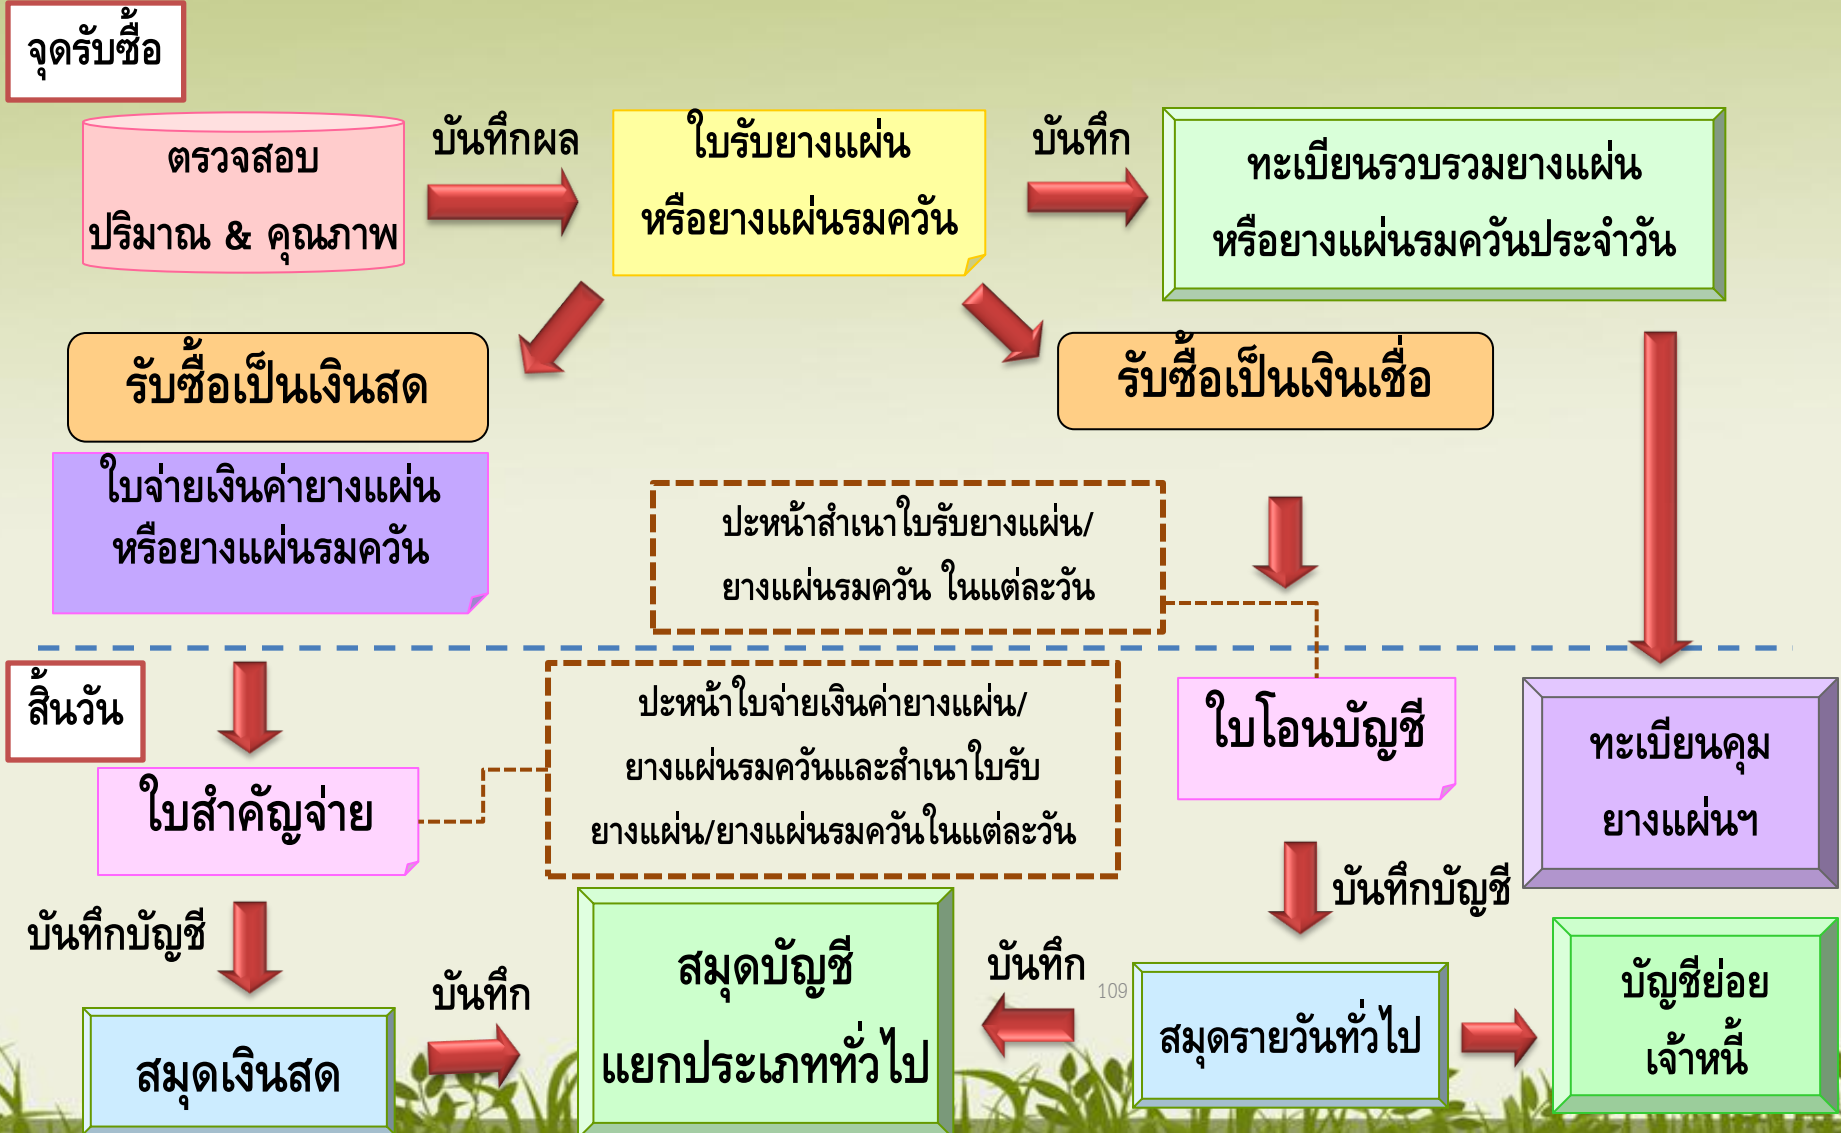 จุดรับซื้อ
ตรวจสอบ
ปริมาณ & คุณภาพ
บันทึกผล
ใบรับยางแผ่น
หรือยางแผ่นรมควัน
บันทึก
ทะเบียนรวบรวมยางแผ่น
หรือยางแผ่นรมควันประจำวัน
รับซื้อเป็นเงินสด
รับซื้อเป็นเงินเชื่อ
ใบจ่ายเงินค่ายางแผ่น
หรือยางแผ่นรมควัน
ปะหน้าสำเนาใบรับยางแผ่น/
ยางแผ่นรมควัน ในแต่ละวัน
สิ้นวัน
ปะหน้าใบจ่ายเงินค่ายางแผ่น/
ยางแผ่นรมควันและสำเนาใบรับ
ยางแผ่น/ยางแผ่นรมควันในแต่ละวัน
ใบโอนบัญชี
ทะเบียนคุม
ยางแผ่นฯ
ใบสำคัญจ่าย
บันทึกบัญชี
บันทึกบัญชี
บันทึก
สมุดบัญชี
แยกประเภททั่วไป
บันทึก
109
สมุดรายวันทั่วไป
บัญชีย่อย
เจ้าหนี้
สมุดเงินสด